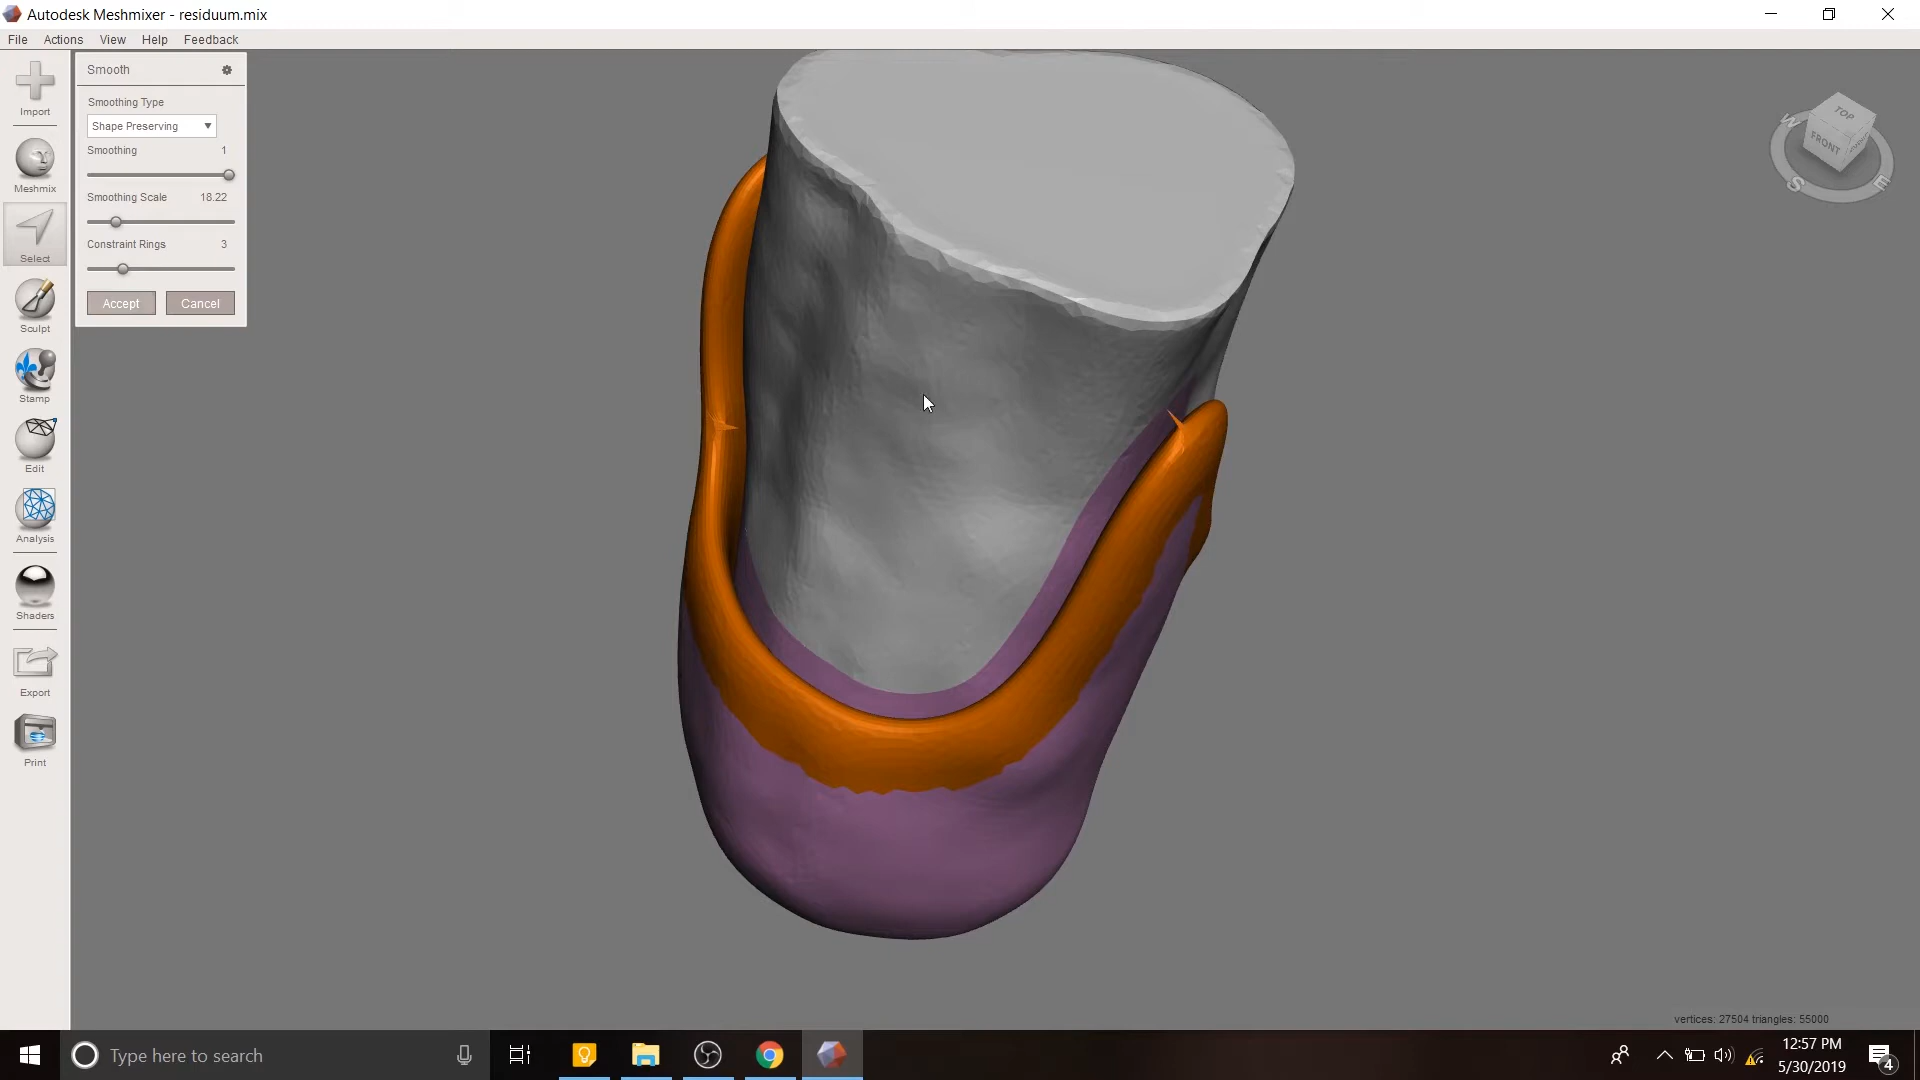 Autodesk Meshmixer - residuum.mix
File Actions View Help Feedback
Import
Meshmix
Select
Sculpt
Stamp
Edit
Analysis
Shaders
Export
Print
Smooth
Smoothing Type
Shape Preserving
Smoothing 1
Smoothing Scale 18.22
Constraint Rings 3
Accept Cancel
TOP
FRONT
W
S
E
vertices: 27504 triangles: 55000
Type here to search
12:57 PM
5/30/2019
4